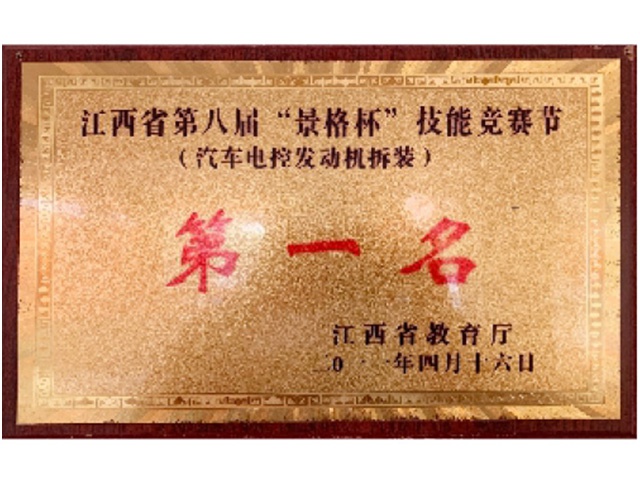 江西省第八届“景格杯”技能竞赛节
（汽车电控发动机拆装）
第一名
江西省教育厅
二0一一年四月十六日